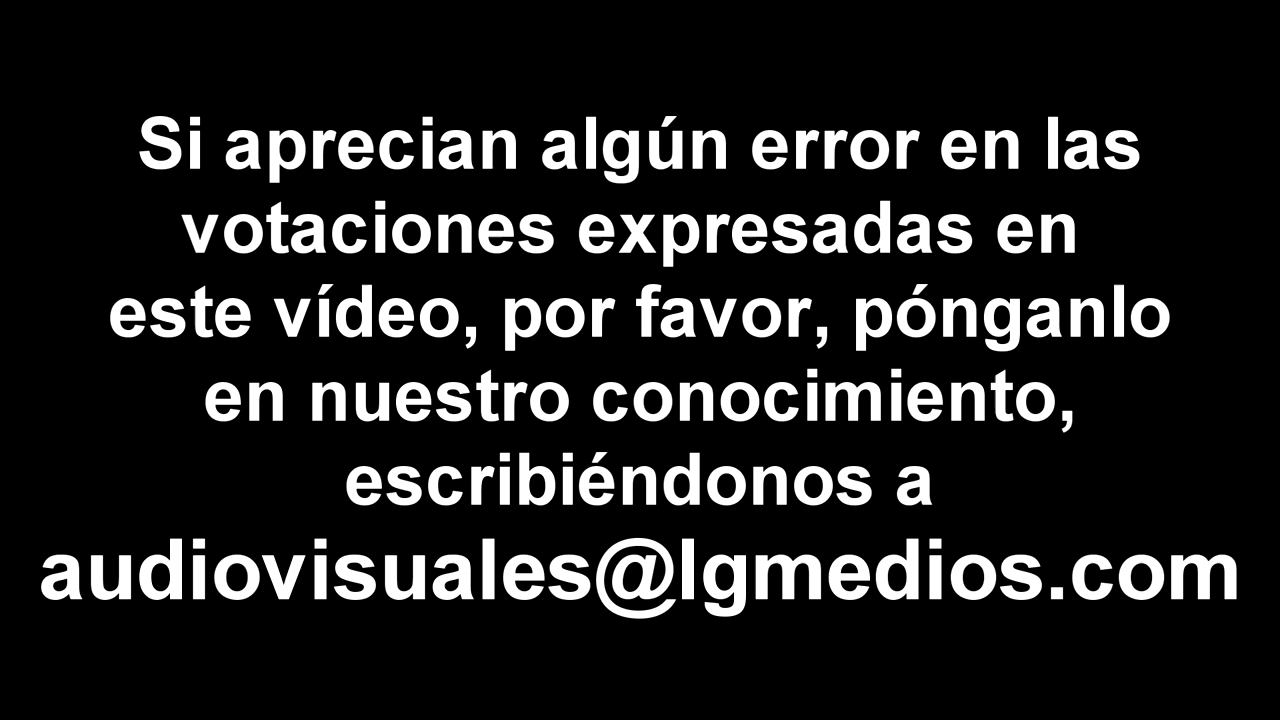 Si aprecian algún error en las
votaciones expresadas en
este vídeo, por favor, pónganlo
en nuestro conocimiento,
escribiéndonos a
audiovisuales@lgmedios.com